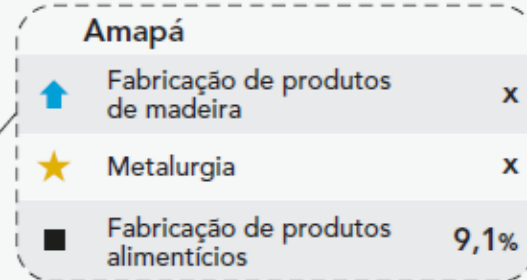 Amapá
Fabricação de produtos
de madeira
x
Metalurgia
x
Fabricação de produtos
alimentícios
9,1%